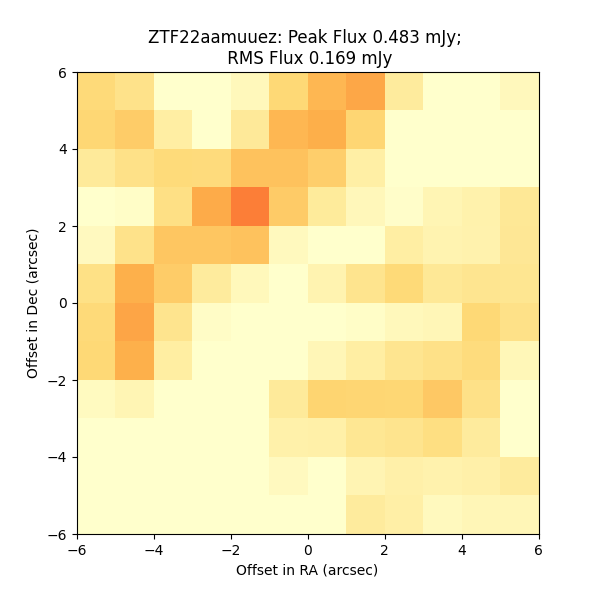 ZTF22aamuuez: Peak Flux 0.483 mJy;
RMS Flux 0.169 mJy
6
4
2
0
−2
−4
−6
Offset in Dec (arcsec)
−6 −4 −2 0 2 4 6
Offset in RA (arcsec)